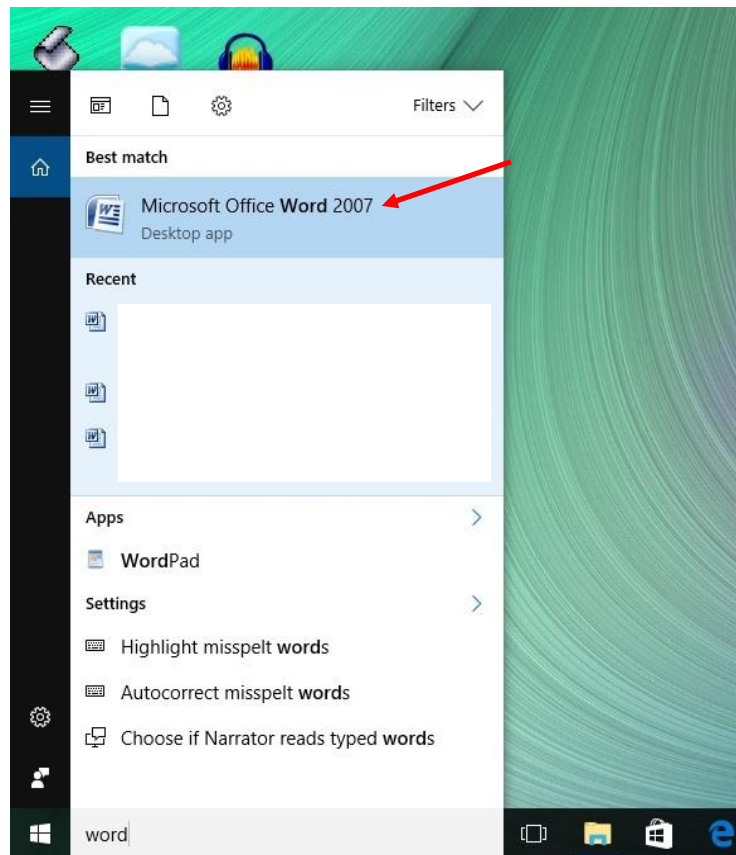 Filters
Best match
Microsoft Office Word 2007
Desktop app
Recent
Apps
WordPad
Settings
Highlight misspelt words
Autocorrect misspelt words
Choose if Narrator reads typed words
word